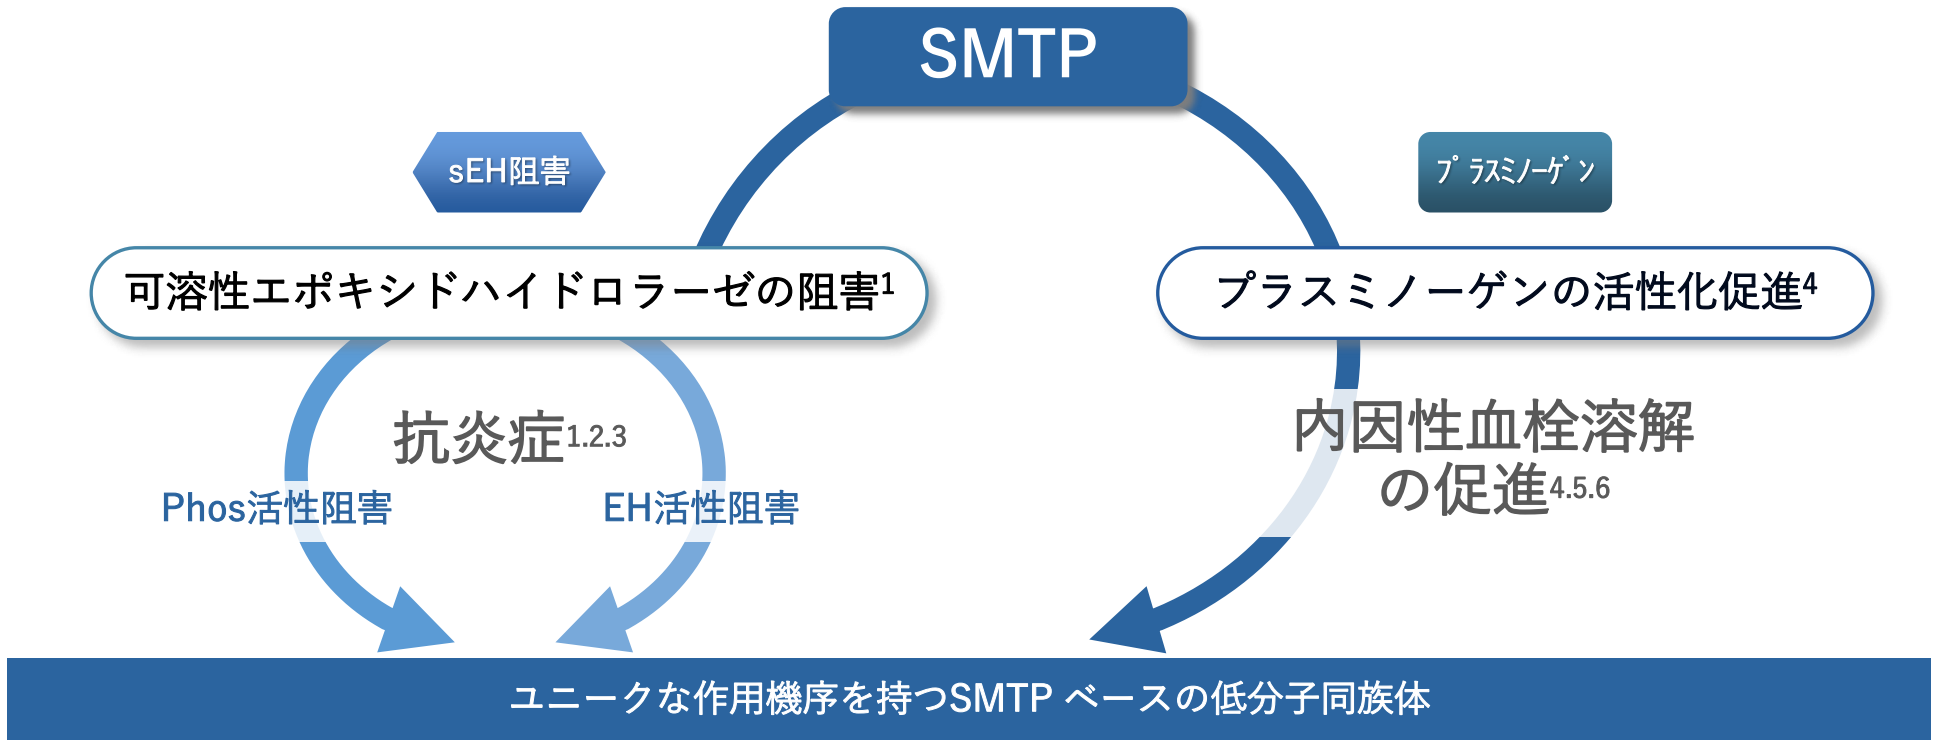 SMTP
sEH阻害
プラスミノーゲン
可溶性エポキシドハイドロラーゼの阻害1
プラスミノーゲンの活性化促進4
抗炎症1.2.3
内因性血栓溶解
の促進4.5.6
Phos活性阻害
EH活性阻害
ユニークな作用機序を持つSMTP ベースの低分子同族体